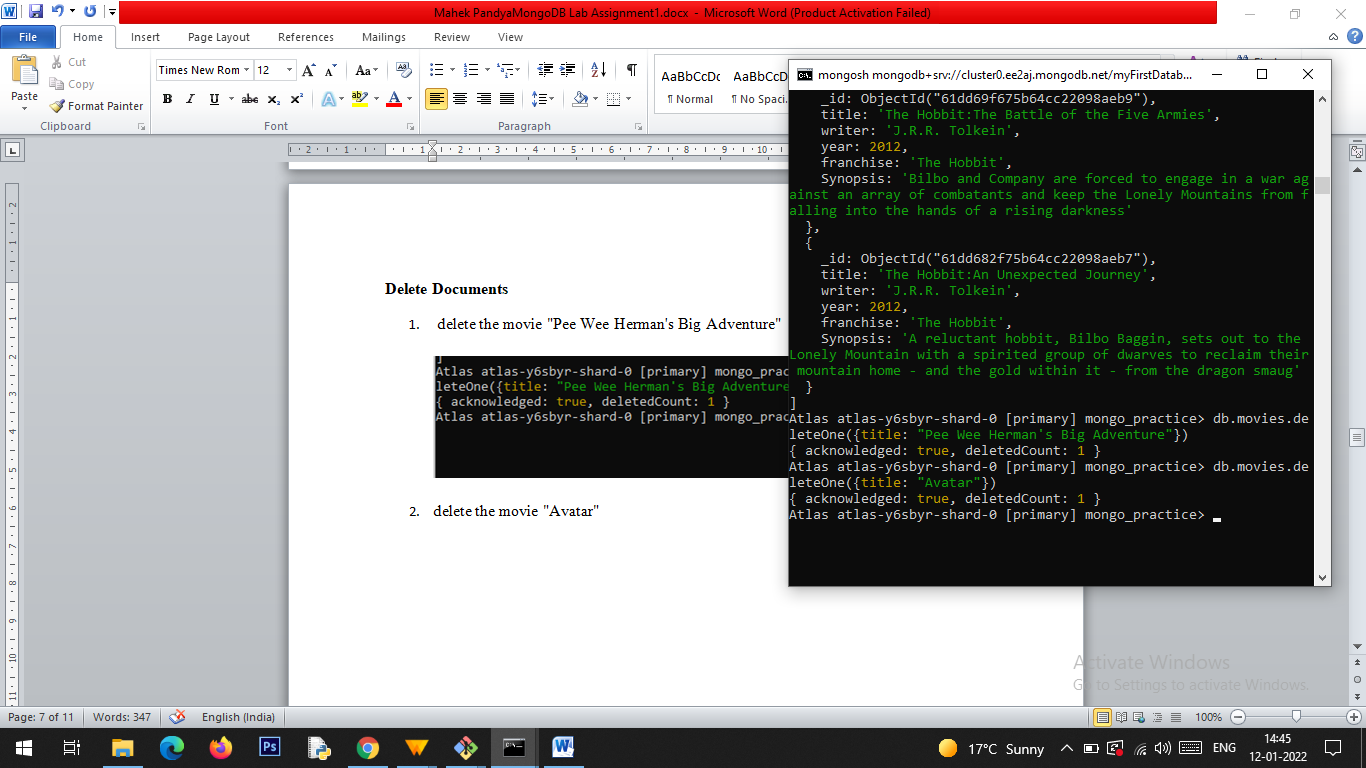 Mahek PandyaMongoDB Lab Assignment1.docx - Microsoft Word (Product Activation Failed)
File Home Insert Page Layout References Mailings Review View
Paste
Cut
Copy
Format Painter
Clipboard
Times New Rom 12
Font
Paragraph
AaBbCcDc
¶ Normal
AaBbCcDc
¶ No Spaci...
Delete Documents
1. delete the movie "Pee Wee Herman's Big Adventure"
]
Atlas atlas-y6sbyr-shard-0 [primary] mongo_prac
leteOne({title: "Pee Wee Herman's Big Adventure
{ acknowledged: true, deletedCount: 1 }
Atlas atlas-y6sbyr-shard-0 [primary] mongo_prac
2. delete the movie "Avatar"
mongosh mongodb+srv://cluster0.ee2aj.mongodb.net/myFirstDatab...
_id: ObjectId("61dd69f675b64cc22098aeb9"),
title: 'The Hobbit:The Battle of the Five Armies',
writer: 'J.R.R. Tolkein',
year: 2012,
franchise: 'The Hobbit',
Synopsis: 'Bilbo and Company are forced to engage in a war ag
ainst an array of combatants and keep the Lonely Mountains from f
alling into the hands of a rising darkness'
},
{
_id: ObjectId("61dd682f75b64cc22098aeb7"),
title: 'The Hobbit:An Unexpected Journey',
writer: 'J.R.R. Tolkein',
year: 2012,
franchise: 'The Hobbit',
Synopsis: 'A reluctant hobbit, Bilbo Baggin, sets out to the
Lonely Mountain with a spirited group of dwarves to reclaim their
mountain home - and the gold within it - from the dragon smaug'
}
]
Atlas atlas-y6sbyr-shard-0 [primary] mongo_practice> db.movies.de
leteOne({title: "Pee Wee Herman's Big Adventure"})
{ acknowledged: true, deletedCount: 1 }
Atlas atlas-y6sbyr-shard-0 [primary] mongo_practice> db.movies.de
leteOne({title: "Avatar"})
{ acknowledged: true, deletedCount: 1 }
Atlas atlas-y6sbyr-shard-0 [primary] mongo_practice>
Activate Windows
Go to Settings to activate Windows.
Page: 7 of 11 Words: 347 English (India) 100%
17°C Sunny ENG
14:45
12-01-2022